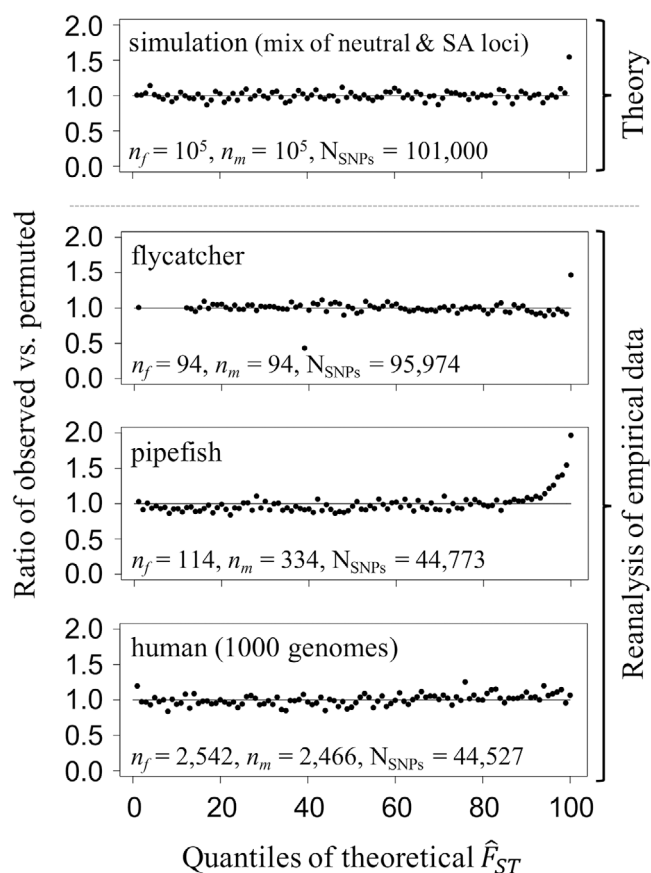 simulation (mix of neutral & SA loci)
2.0
1.5
1.0
0.5
0.0
n_f = 10⁵, n_m = 10⁵, N_SNPs = 101,000
Theory
flycatcher
2.0
1.5
1.0
0.5
0.0
n_f = 94, n_m = 94, N_SNPs = 95,974
pipefish
2.0
1.5
1.0
0.5
0.0
n_f = 114, n_m = 334, N_SNPs = 44,773
human (1000 genomes)
2.0
1.5
1.0
0.5
0.0
n_f = 2,542, n_m = 2,466, N_SNPs = 44,527
Ratio of observed vs. permuted
Reanalysis of empirical data
0 20 40 60 80 100
Quantiles of theoretical F̂_ST